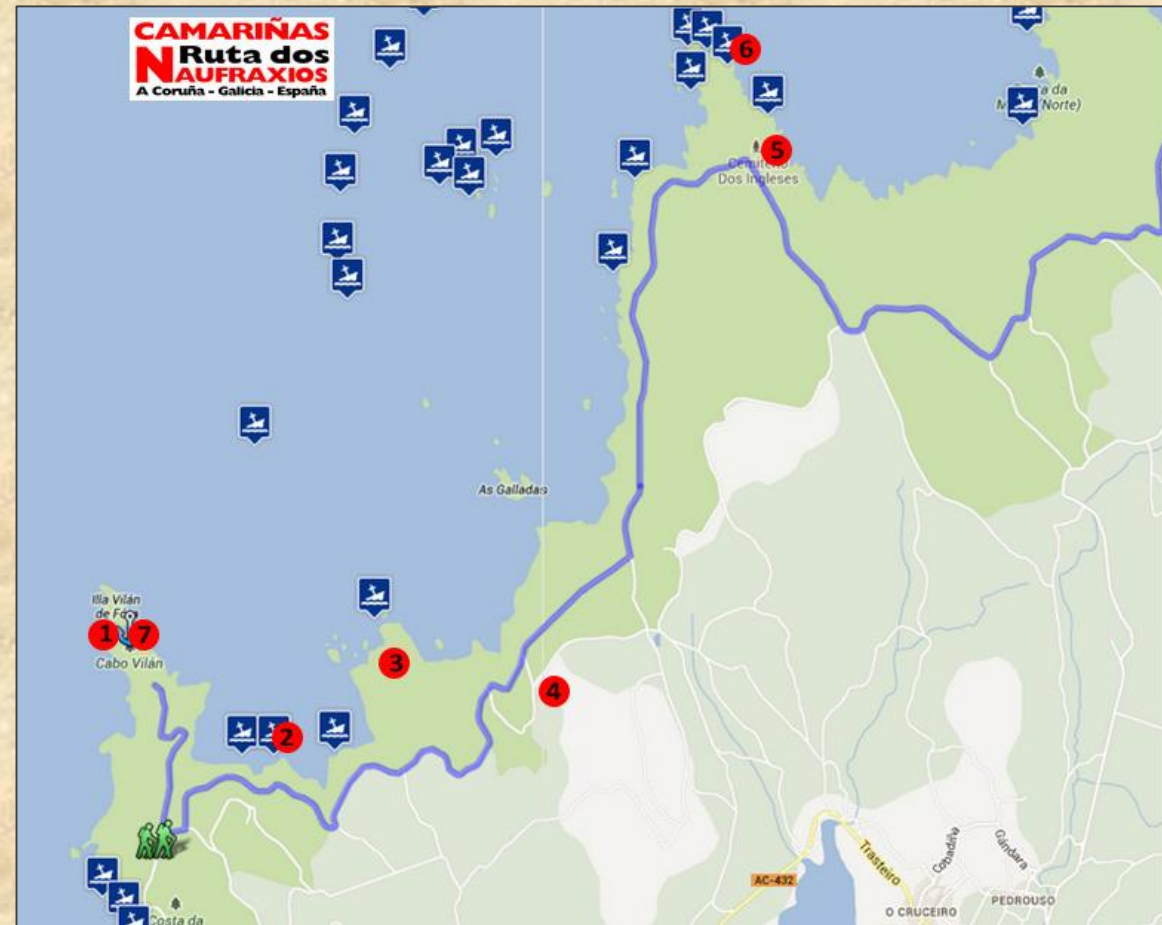 CAMARIÑAS
Ruta dos
NAUFRAXIOS
A Coruña - Galicia - España
6
(Norte)
5
Cemiterio
Dos Ingleses
As Galladas
Illa Vilán
de Fóra
1
7
Cabo Vilán
3
4
2
Trasteiro
Cobadiña
Gándara
AC-432
PEDROUSO
O CRUCEIRO
Costa da